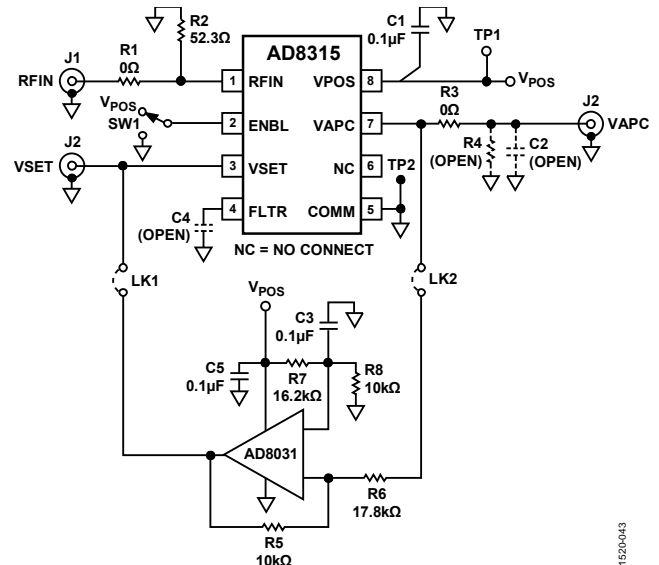 R2
52.3Ω
C1
0.1µF
TP1
J1
R1
0Ω
AD8315
RFIN
1 RFIN
VPOS 8
VPOS
R3
0Ω
J2
VPOS
SW1
2 ENBL
VAPC 7
VAPC
J2
VSET
3 VSET
NC 6
R4
(OPEN)
C2
(OPEN)
TP2
C4
(OPEN)
4 FLTR
COMM 5
NC = NO CONNECT
LK1
LK2
VPOS
C3
0.1µF
C5
0.1µF
R7
16.2kΩ
R8
10kΩ
AD8031
R6
17.8kΩ
R5
10kΩ
1520-043